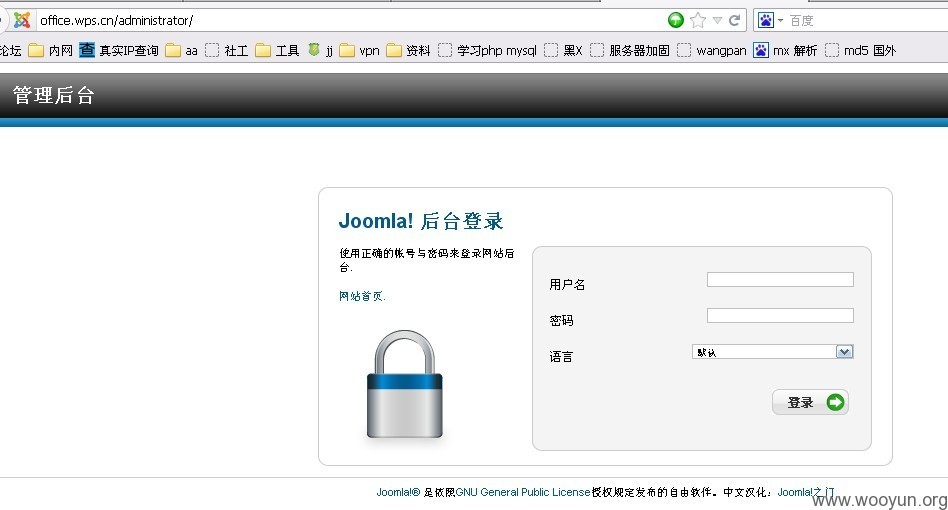 office.wps.cn/administrator/
百度
论坛 内网 查 真实IP查询 aa 社工 工具 jj vpn 资料 学习php mysql 黑X 服务器加固 wangpan mx 解析 md5 国外
管理后台
Joomla! 后台登录
使用正确的帐号与密码来登录网站后
台.
网站首页.
用户名
密码
语言 默认
登录
Joomla!® 是依照GNU General Public License授权规定发布的自由软件。中文汉化：Joomla!之门
www.wooyun.org